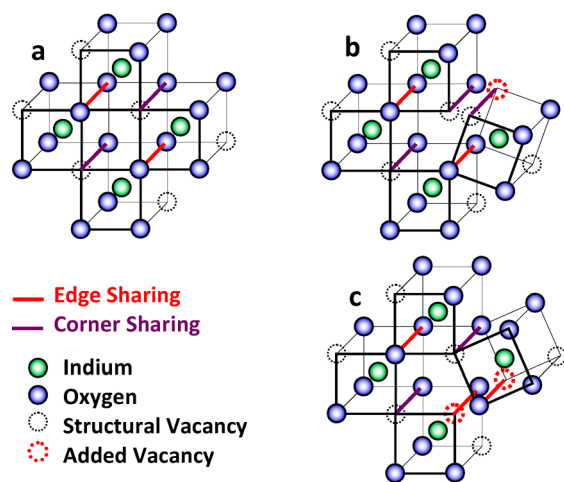 a
b
c
Edge Sharing
Corner Sharing
Indium
Oxygen
Structural Vacancy
Added Vacancy